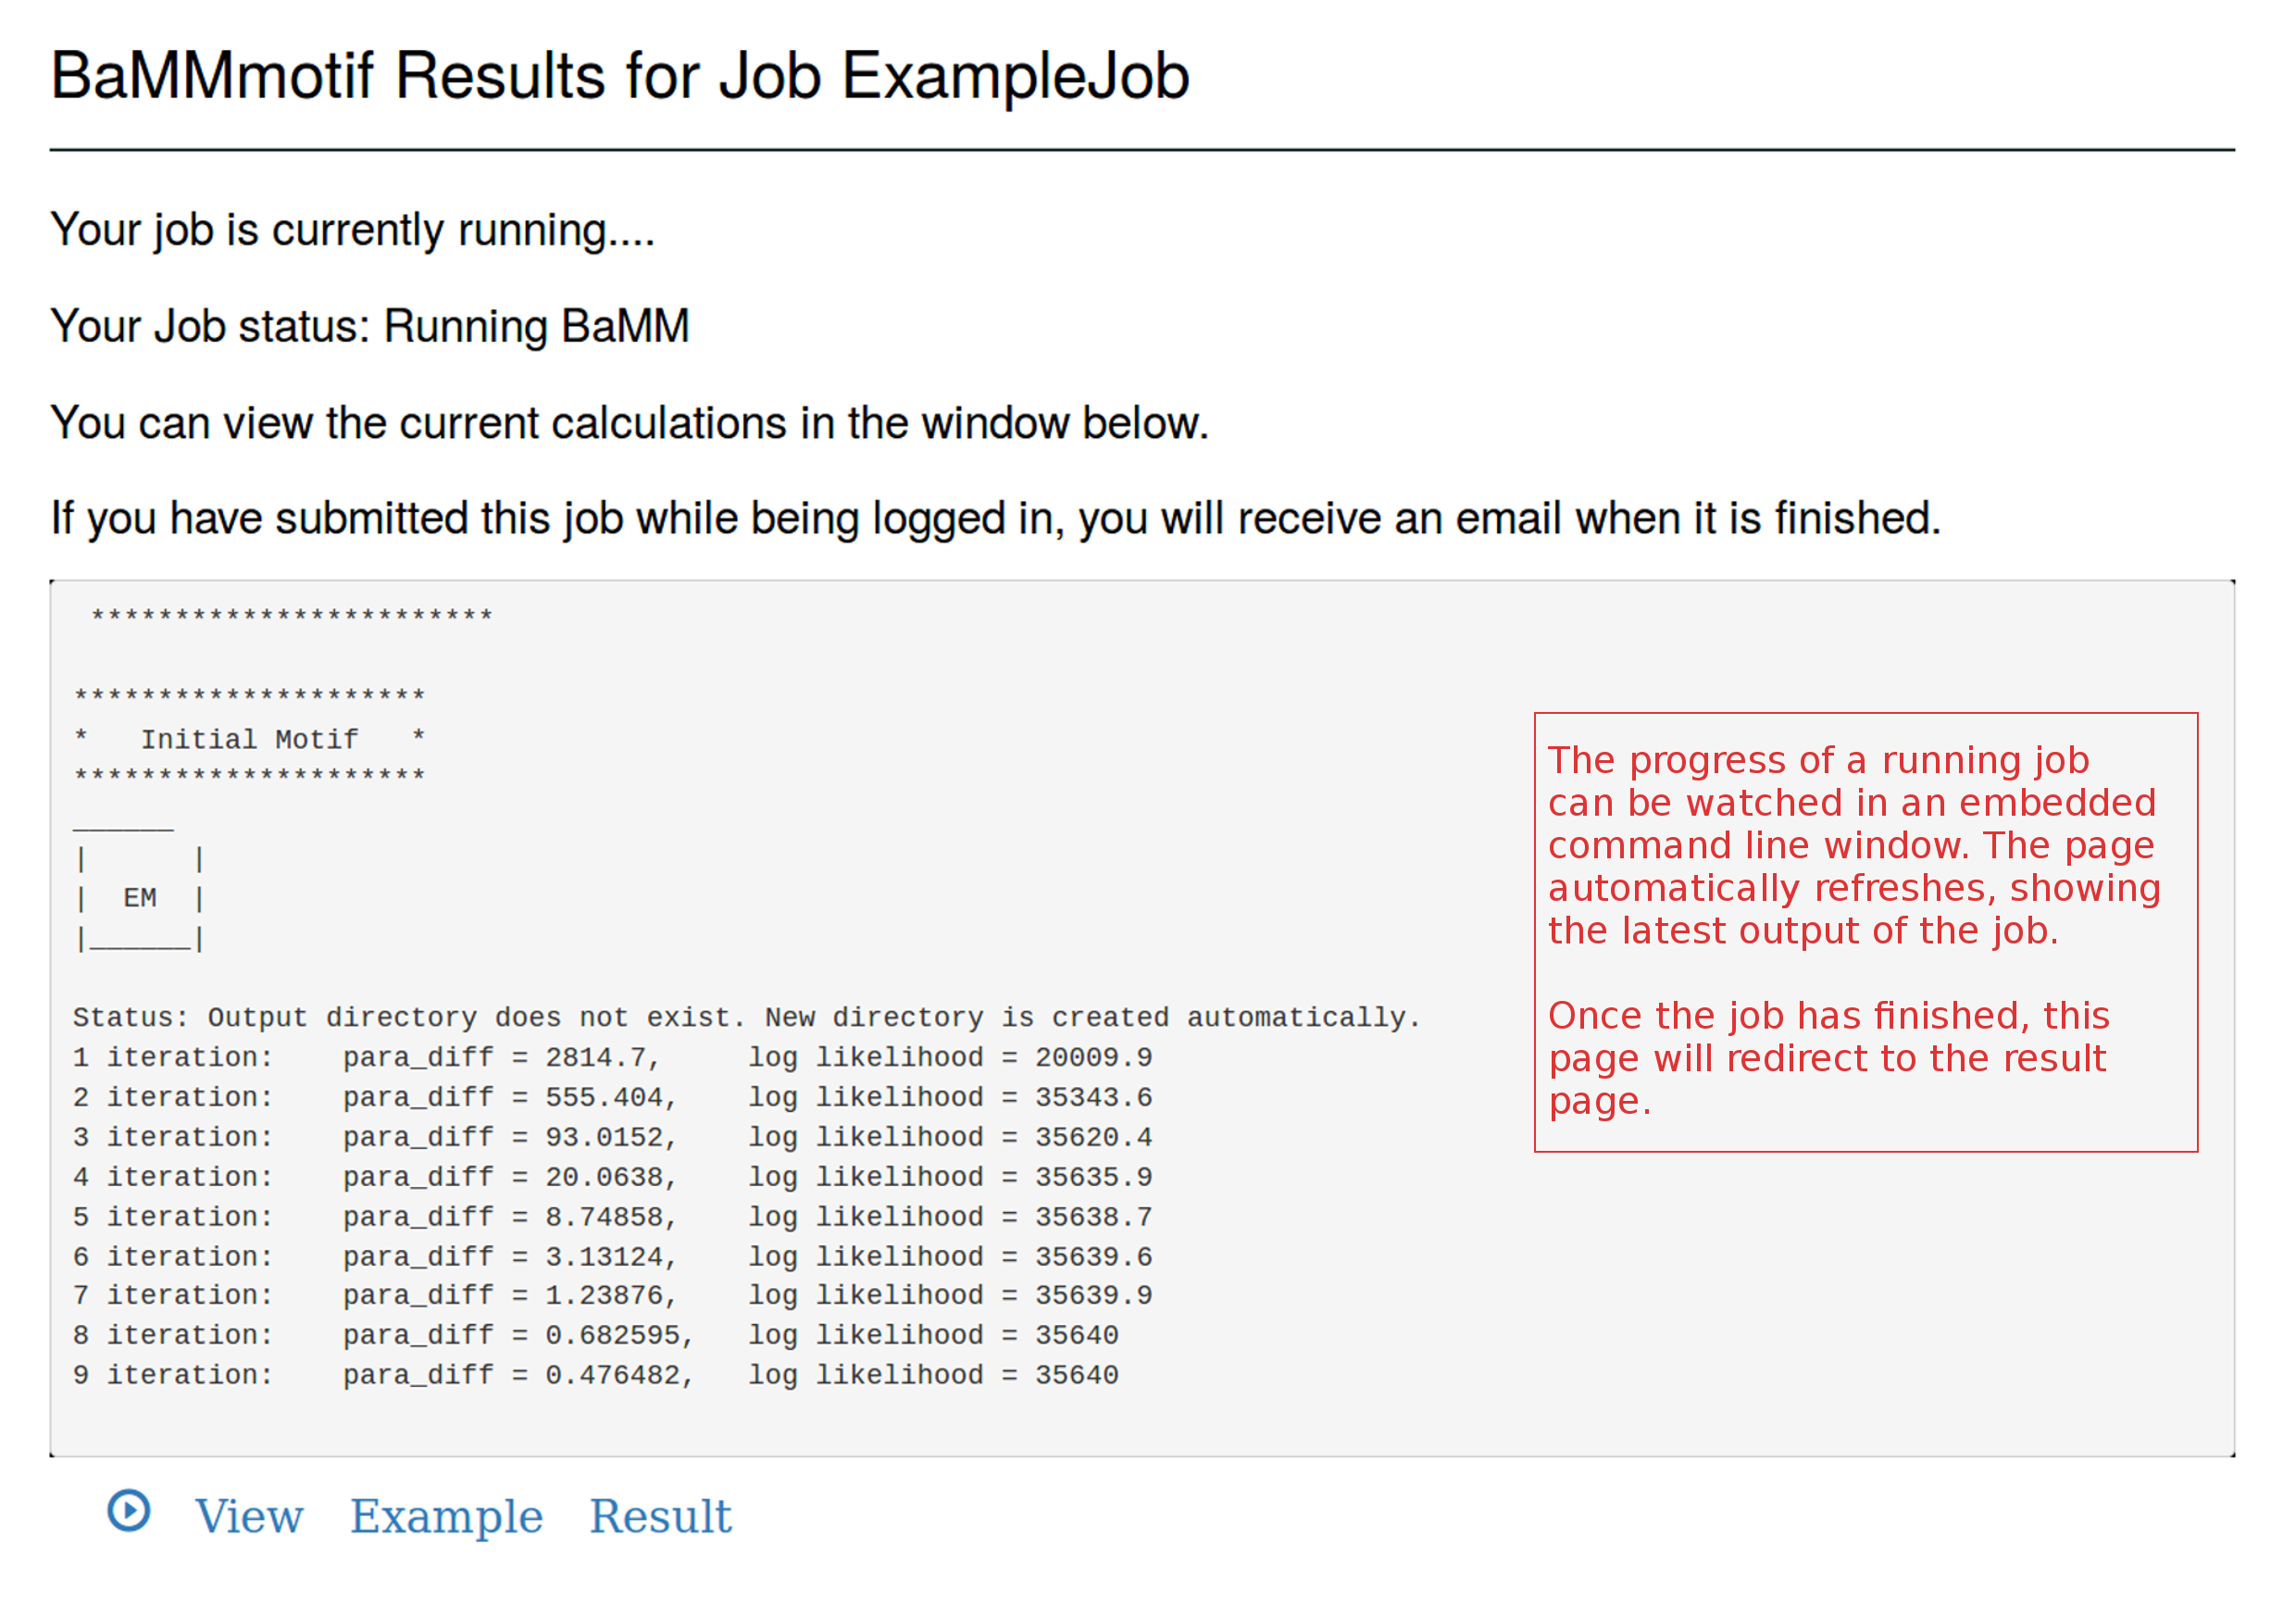 BaMMmotif Results for Job ExampleJob
Your job is currently running....
Your Job status: Running BaMM
You can view the current calculations in the window below.
If you have submitted this job while being logged in, you will receive an email when it is finished.
************************
*********************
*   Initial Motif   *
*********************
______
|      |
|  EM  |
|______|
Status: Output directory does not exist. New directory is created automatically.
1 iteration:    para_diff = 2814.7,     log likelihood = 20009.9
2 iteration:    para_diff = 555.404,    log likelihood = 35343.6
3 iteration:    para_diff = 93.0152,    log likelihood = 35620.4
4 iteration:    para_diff = 20.0638,    log likelihood = 35635.9
5 iteration:    para_diff = 8.74858,    log likelihood = 35638.7
6 iteration:    para_diff = 3.13124,    log likelihood = 35639.6
7 iteration:    para_diff = 1.23876,    log likelihood = 35639.9
8 iteration:    para_diff = 0.682595,   log likelihood = 35640
9 iteration:    para_diff = 0.476482,   log likelihood = 35640
The progress of a running job
can be watched in an embedded
command line window. The page
automatically refreshes, showing
the latest output of the job.
Once the job has finished, this
page will redirect to the result
page.
View Example Result